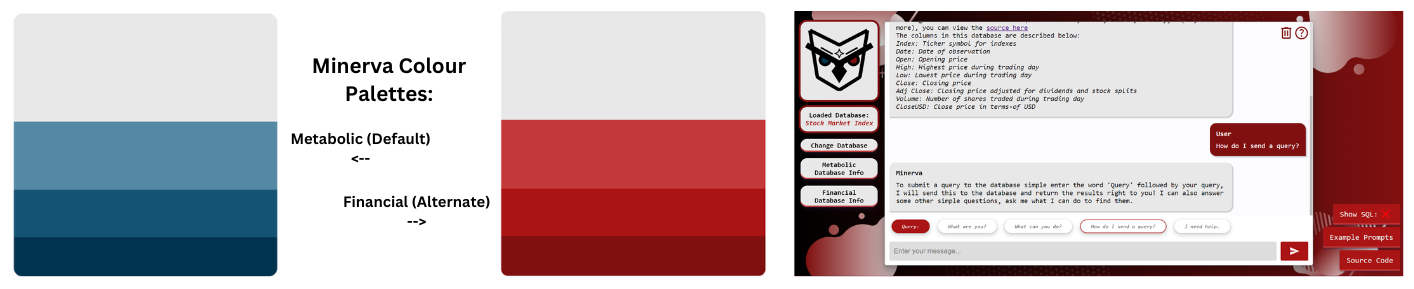 Minerva Colour
Palettes:
Metabolic (Default)
<--
Financial (Alternate)
-->
more), you can view the source here
The columns in this database are described below:
Index: Ticker symbol for indexes
Date: Date of observation
Open: Opening price
High: Highest price during trading day
Low: Lowest price during trading day
Close: Closing price
Adj Close: Closing price adjusted for dividends and stock splits
Volume: Number of shares traded during trading day
CloseUSD: Close price in terms of USD
Loaded Database:
Stock Market Index
Change Database
Metabolic
Database Info
Financial
Database Info
User
How do I send a query?
Minerva
To submit a query to the database simple enter the word 'Query' followed by your query,
I will send this to the database and return the results right to you! I can also answer
some other simple questions, ask me what I can do to find them.
Query:
What are you?
What can you do?
How do I send a query?
I need help.
Enter your message...
Show SQL:
Example Prompts
Source Code